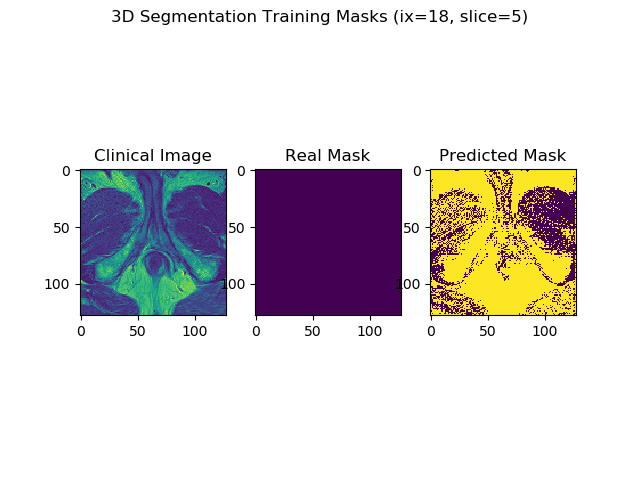 3D Segmentation Training Masks (ix=18, slice=5)
Clinical Image Real Mask Predicted Mask
0 0 0
50 50 50
100 100 100
0 50 100 0 50 100 0 50 100